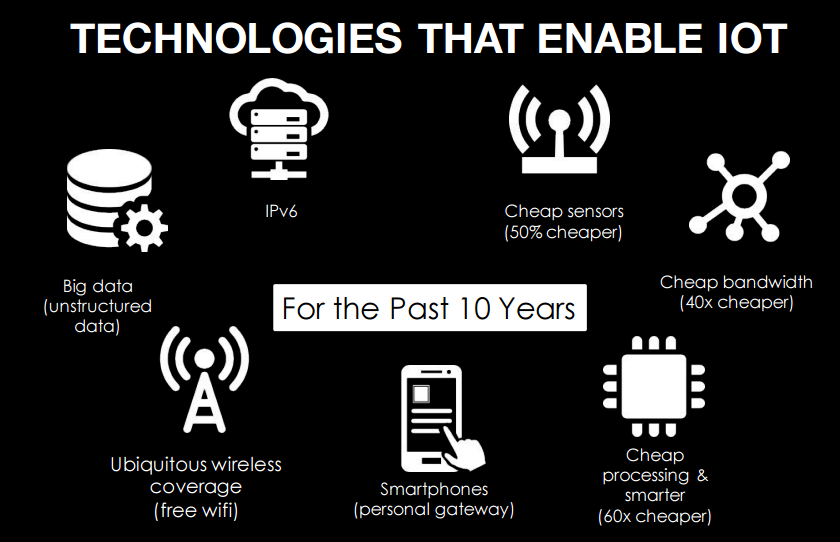 TECHNOLOGIES THAT ENABLE IOT
IPv6
Cheap sensors
(50% cheaper)
Big data
(unstructured
data)
Cheap bandwidth
(40x cheaper)
For the Past 10 Years
Ubiquitous wireless
coverage
(free wifi)
Smartphones
(personal gateway)
Cheap
processing &
smarter
(60x cheaper)